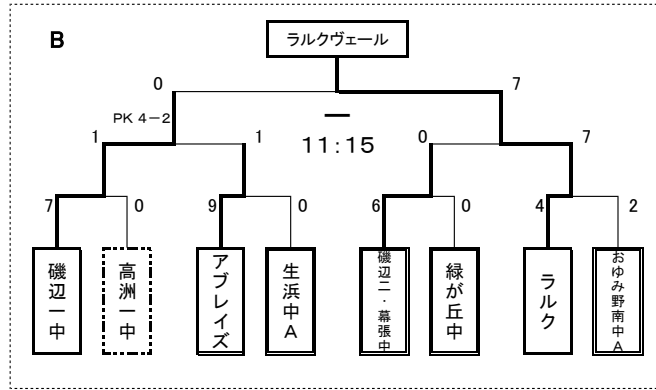 B
ラルクヴェール
0
7
PK 4−2
1
1
ー
0
7
11:15
7
0
9
0
6
0
4
2
磯辺一中
高洲一中
アブレイズ
生浜中A
磯辺二・幕張中
緑が丘中
ラルク
おゆみ野南中A